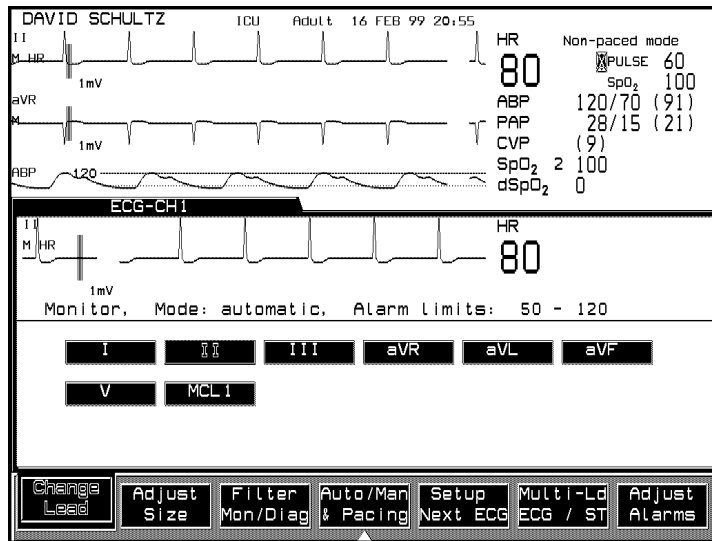 DAVID SCHULTZ ICU Adult 16 FEB 99 20:55
II
M HR
1mV
HR
80
Non-paced mode
PULSE 60
SpO₂ 100
aVR
M
1mV
ABP 120/70 (91)
PAP 28/15 (21)
CVP (9)
SpO₂ 2 100
dSpO₂ 0
ABP 120
ECG-CH1
II
M HR
1mV
HR
80
Monitor, Mode: automatic, Alarm limits: 50 - 120
I II III aVR aVL aVF
V MCL1
Change Adjust Filter Auto/Man Setup Multi-Ld Adjust
Lead Size Mon/Diag & Pacing Next ECG ECG / ST Alarms